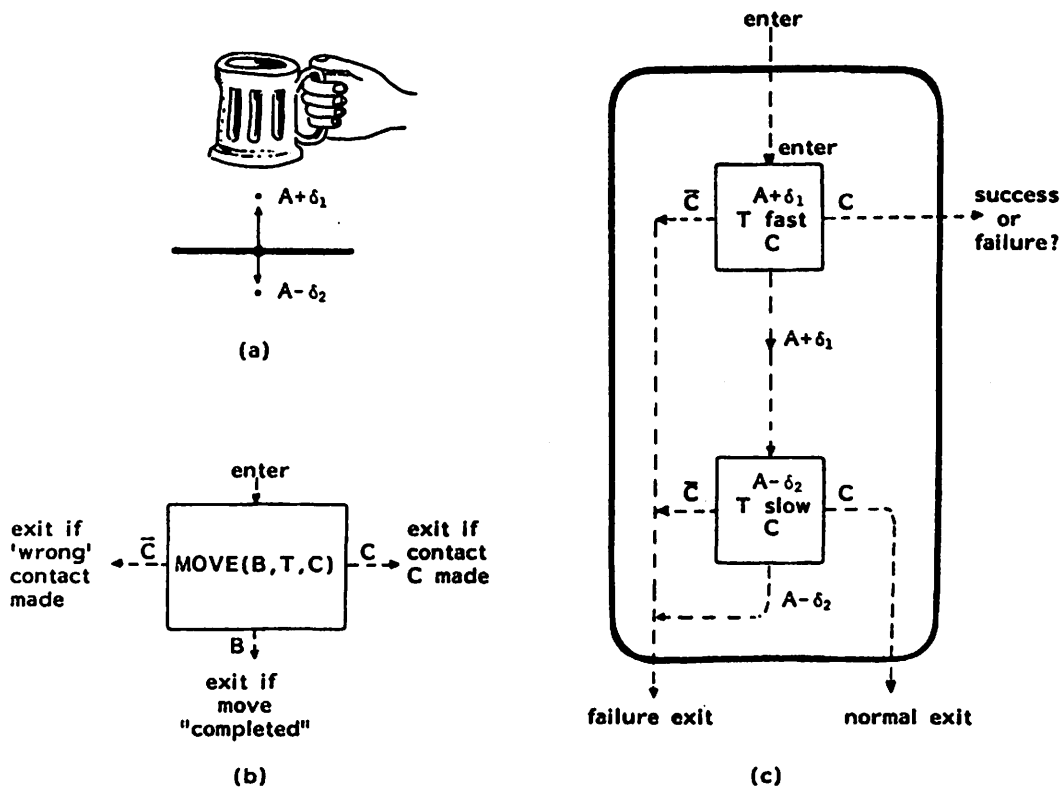 A+δ₁
A−δ₂
(a)
enter
exit if
'wrong'
contact
made
C̅
MOVE(B,T,C)
C
exit if
contact
C made
B
exit if
move
"completed"
(b)
enter
enter
C̅
A+δ₁
T fast
C
C
success
or
failure?
A+δ₁
C̅
A−δ₂
T slow
C
C
A−δ₂
failure exit
normal exit
(c)